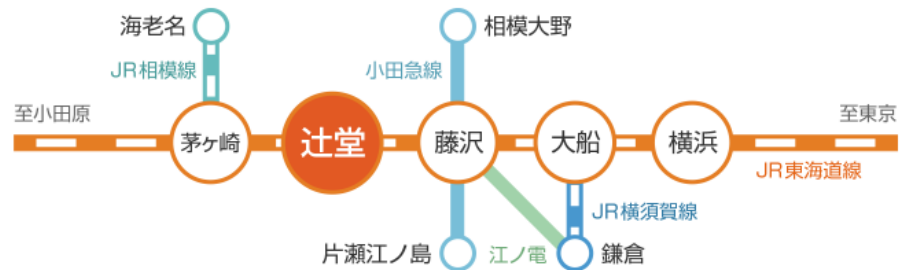 海老名
相模大野
JR相模線
小田急線
至小田原
至東京
茅ヶ崎
辻堂
藤沢
大船
横浜
JR東海道線
JR横須賀線
片瀬江ノ島
江ノ電
鎌倉